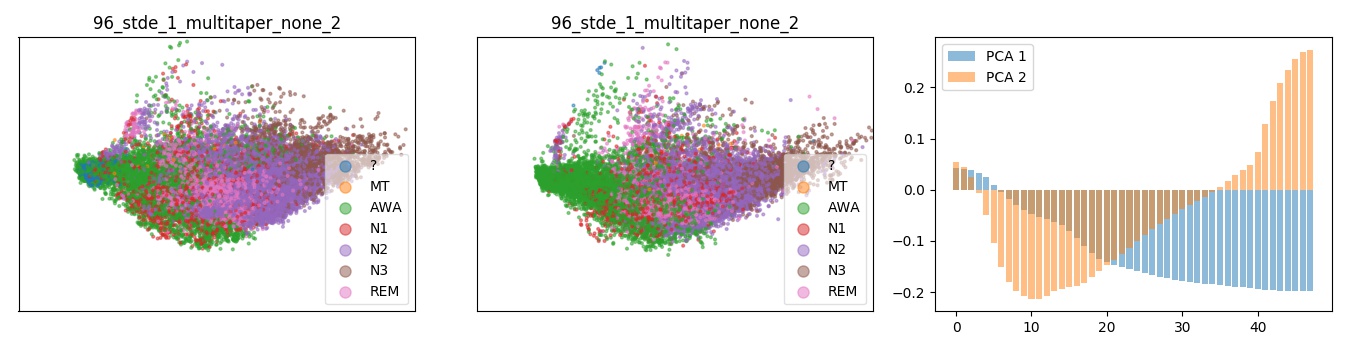 96_stde_1_multitaper_none_2
?
MT
AWA
N1
N2
N3
REM
96_stde_1_multitaper_none_2
?
MT
AWA
N1
N2
N3
REM
PCA 1
PCA 2
0.2
0.1
0.0
−0.1
−0.2
0 10 20 30 40